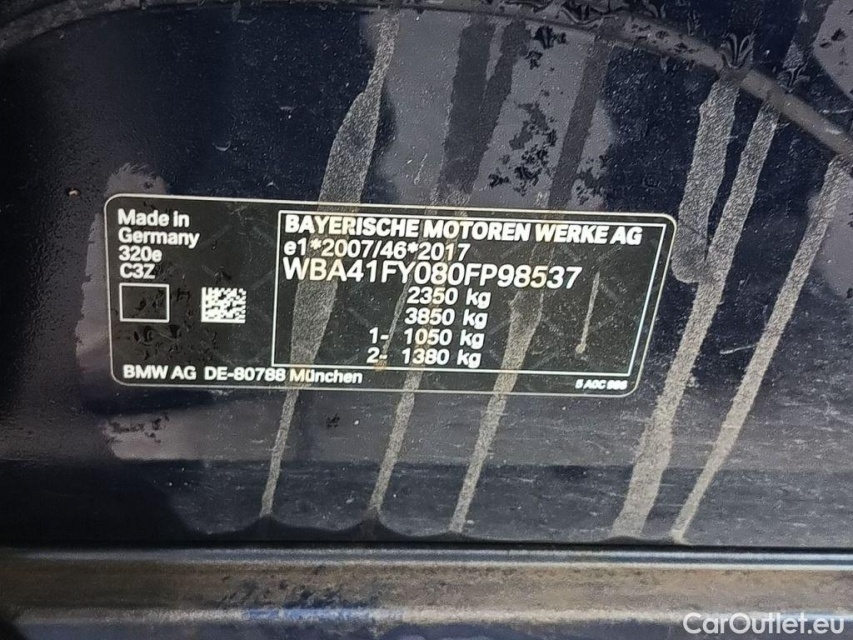 Made in
Germany
320e
C3Z
BAYERISCHE MOTOREN WERKE AG
e1*2007/46*2017
WBA41FY080FP98537
2350 kg
3850 kg
1- 1050 kg
2- 1380 kg
BMW AG DE-80788 München
CarOutlet.eu